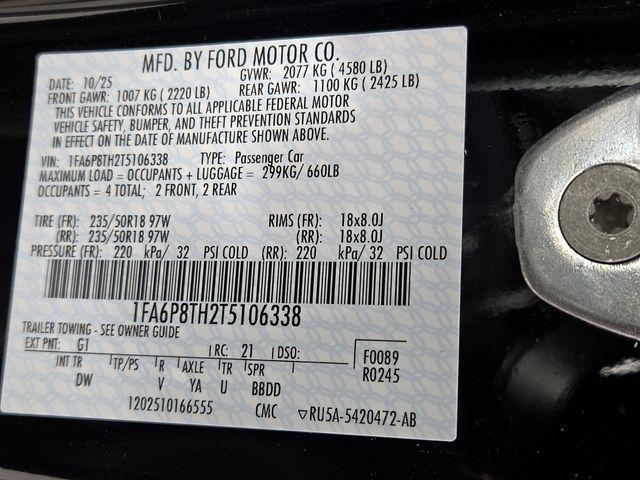 MFD. BY FORD MOTOR CO.
DATE: 10/25 GVWR: 2077 KG ( 4580 LB)
FRONT GAWR: 1007 KG ( 2220 LB) REAR GAWR: 1100 KG ( 2425 LB)
THIS VEHICLE CONFORMS TO ALL APPLICABLE FEDERAL MOTOR
VEHICLE SAFETY, BUMPER, AND THEFT PREVENTION STANDARDS
IN EFFECT ON THE DATE OF MANUFACTURE SHOWN ABOVE.
VIN: 1FA6P8TH2T5106338 TYPE: Passenger Car
MAXIMUM LOAD = OCCUPANTS + LUGGAGE = 299KG/ 660LB
OCCUPANTS = 4 TOTAL; 2 FRONT, 2 REAR
TIRE (FR): 235/50R18 97W RIMS (FR): 18x8.0J
(RR): 235/50R18 97W (RR): 18x8.0J
PRESSURE (FR): 220 kPa/ 32 PSI COLD (RR): 220 kPa/ 32 PSI COLD
1FA6P8TH2T5106338
TRAILER TOWING - SEE OWNER GUIDE
EXT PNT: G1 RC: 21 DSO: F0089
INT TR TP/PS R AXLE TR SPR R0245
DW V YA U BBDD
1202510166555 CMC ▽RU5A-5420472-AB